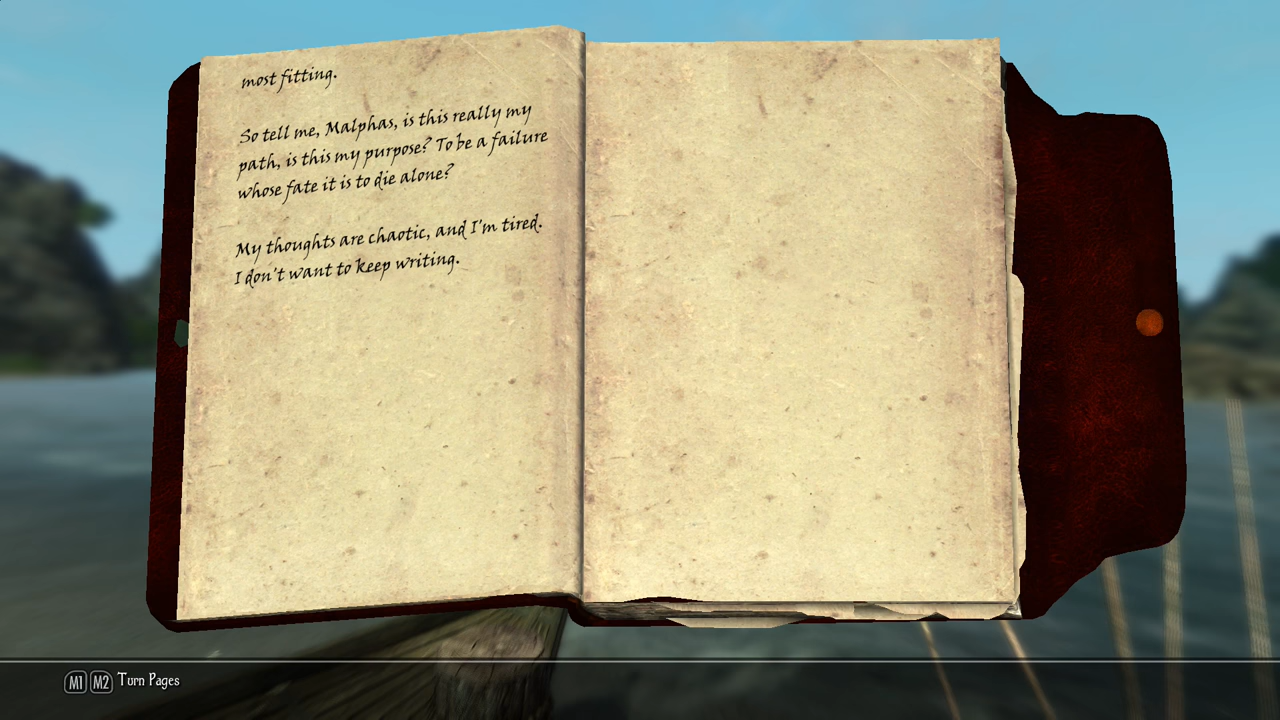 most fitting.
So tell me, Malphas, is this really my
path, is this my purpose? To be a failure
whose fate it is to die alone?
My thoughts are chaotic, and I'm tired.
I don't want to keep writing.
M1 M2 Turn Pages